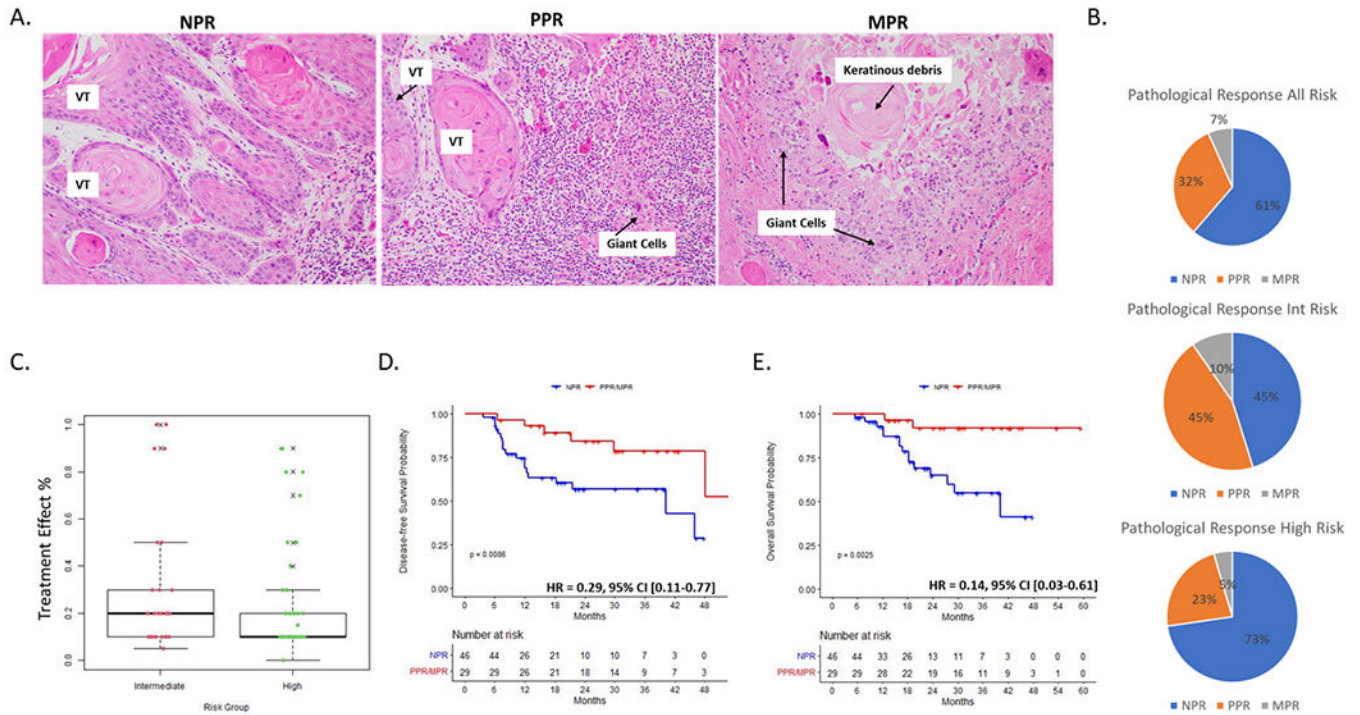 A.
NPR
PPR
MPR
VT
VT
VT
VT
Giant Cells
Keratinous debris
Giant Cells
B.
Pathological Response All Risk
7%
32%
61%
NPR PPR MPR
Pathological Response Int Risk
10%
45%
45%
NPR PPR MPR
Pathological Response High Risk
5%
23%
73%
NPR PPR MPR
C.
Treatment Effect %
1.0
0.8
0.6
0.4
0.2
0.0
Intermediate High
Risk Group
D.
NPR PPR/MPR
Disease-free Survival Probability
1.00
0.75
0.50
0.25
0.00
p = 0.0086
HR = 0.29, 95% CI [0.11-0.77]
0 6 12 18 24 30 36 42 48
Months
Number at risk
NPR 46 44 26 21 10 10 7 3 0
PPR/MPR 29 29 26 21 18 14 9 7 3
0 6 12 18 24 30 36 42 48
Months
E.
NPR PPR/MPR
Overall Survival Probability
1.00
0.75
0.50
0.25
0.00
p = 0.0025
HR = 0.14, 95% CI [0.03-0.61]
0 6 12 18 24 30 36 42 48 54 60
Months
Number at risk
NPR 46 44 33 26 13 11 7 3 0 0 0
PPR/MPR 29 29 28 22 19 16 11 9 3 1 0
0 6 12 18 24 30 36 42 48 54 60
Months